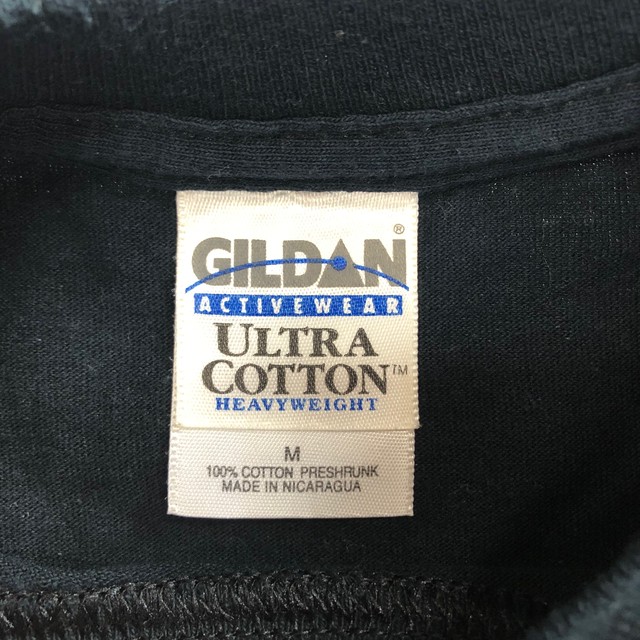 GILDAN®
ACTIVEWEAR
ULTRA
COTTON™
HEAVYWEIGHT
M
100% COTTON PRESHRUNK
MADE IN NICARAGUA